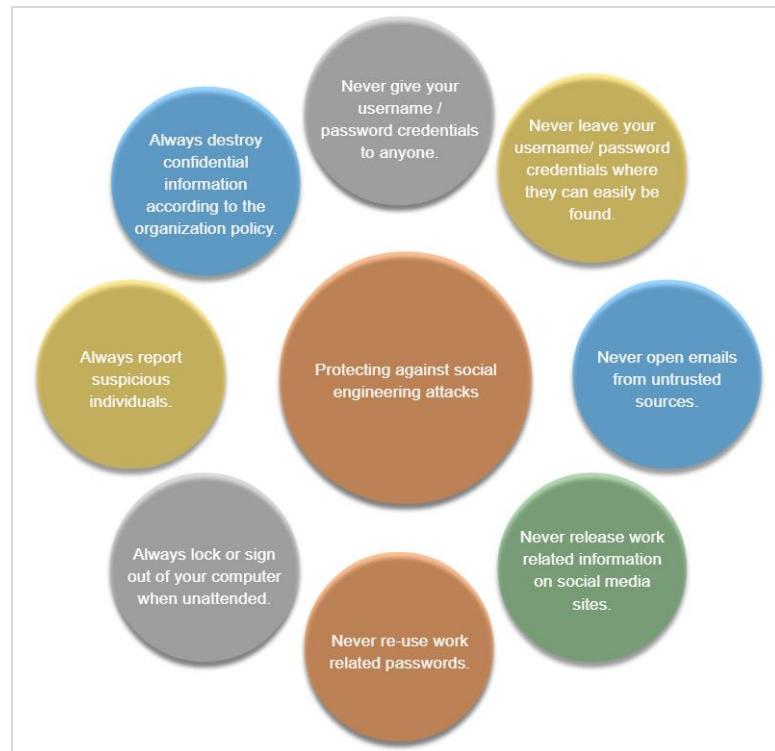 Never give your
username /
password credentials
to anyone.
Never leave your
username/ password
credentials where
they can easily be
found.
Never open emails
from untrusted
sources.
Never release work
related information
on social media
sites.
Never re-use work
related passwords.
Always lock or sign
out of your computer
when unattended.
Always report
suspicious
individuals.
Always destroy
confidential
information
according to the
organization policy.
Protecting against social
engineering attacks